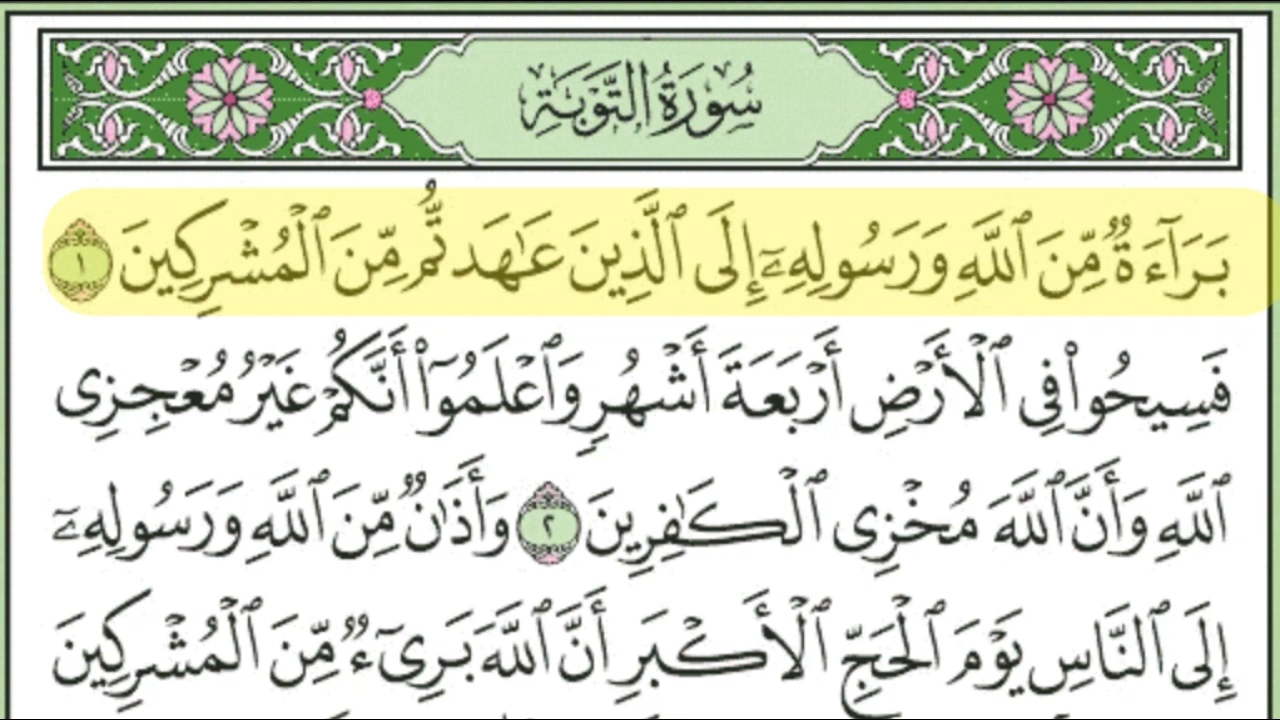 سُورَةُ التَّوْبَةِ
بَرَآءَةٌ مِّنَ ٱللَّهِ وَرَسُولِهِۦٓ إِلَى ٱلَّذِينَ عَـٰهَدتُّم مِّنَ ٱلْمُشْرِكِينَ ١
فَسِيحُوا۟ فِى ٱلْأَرْضِ أَرْبَعَةَ أَشْهُرٍ وَٱعْلَمُوٓا۟ أَنَّكُمْ غَيْرُ مُعْجِزِى
ٱللَّهِ وَأَنَّ ٱللَّهَ مُخْزِى ٱلْكَـٰفِرِينَ ٢ وَأَذَٰنٌ مِّنَ ٱللَّهِ وَرَسُولِهِۦٓ
إِلَى ٱلنَّاسِ يَوْمَ ٱلْحَجِّ ٱلْأَكْبَرِ أَنَّ ٱللَّهَ بَرِىٓءٌ مِّنَ ٱلْمُشْرِكِينَ